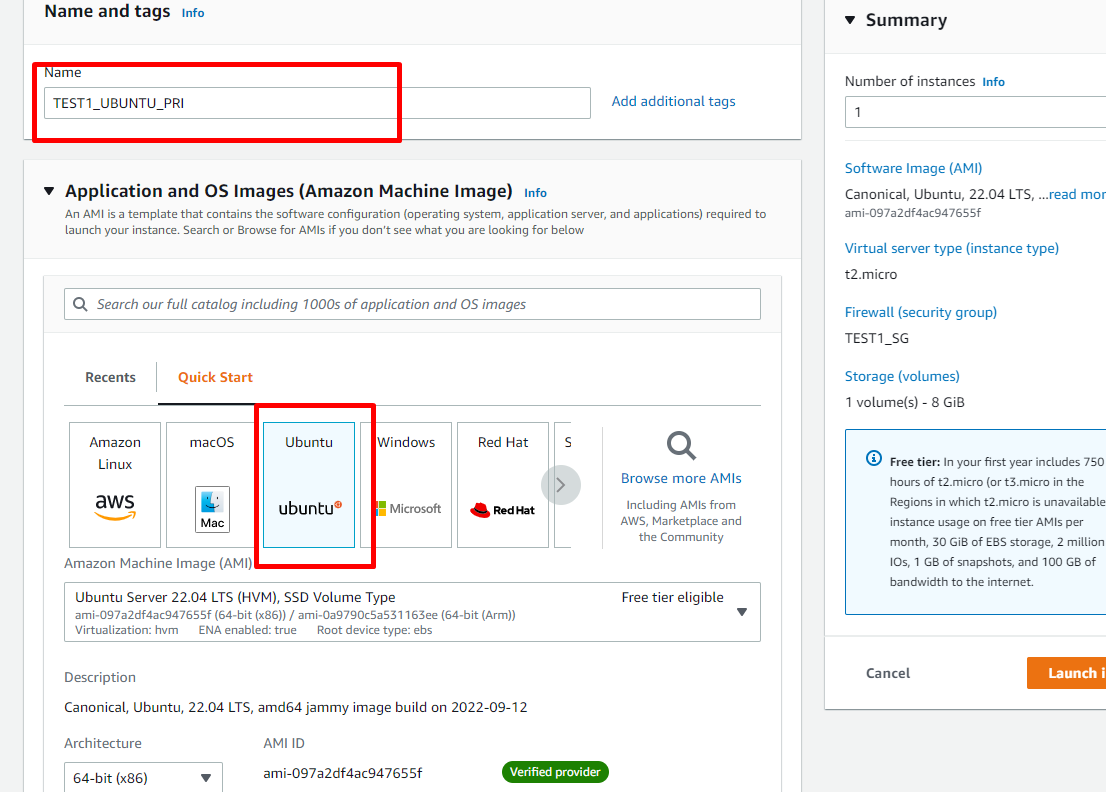 Name and tags Info
Name
TEST1_UBUNTU_PRI
Add additional tags
Application and OS Images (Amazon Machine Image) Info
An AMI is a template that contains the software configuration (operating system, application server, and applications) required to
launch your instance. Search or Browse for AMIs if you don't see what you are looking for below
Search our full catalog including 1000s of application and OS images
Recents
Quick Start
Amazon
Linux
aws
macOS
Mac
Ubuntu
ubuntu
Windows
Microsoft
Red Hat
Red Hat
S
Browse more AMIs
Including AMIs from
AWS, Marketplace and
the Community
Amazon Machine Image (AMI)
Ubuntu Server 22.04 LTS (HVM), SSD Volume Type
Free tier eligible
ami-097a2df4ac947655f (64-bit (x86)) / ami-0a9790c5a531163ee (64-bit (Arm))
Virtualization: hvm ENA enabled: true Root device type: ebs
Description
Canonical, Ubuntu, 22.04 LTS, amd64 jammy image build on 2022-09-12
Architecture
64-bit (x86)
AMI ID
ami-097a2df4ac947655f
Verified provider
Summary
Number of instances Info
1
Software Image (AMI)
Canonical, Ubuntu, 22.04 LTS, ...read mor
ami-097a2df4ac947655f
Virtual server type (instance type)
t2.micro
Firewall (security group)
TEST1_SG
Storage (volumes)
1 volume(s) - 8 GiB
Free tier: In your first year includes 750
hours of t2.micro (or t3.micro in the
Regions in which t2.micro is unavailable
instance usage on free tier AMIs per
month, 30 GiB of EBS storage, 2 million
IOs, 1 GB of snapshots, and 100 GB of
bandwidth to the internet.
Cancel
Launch i